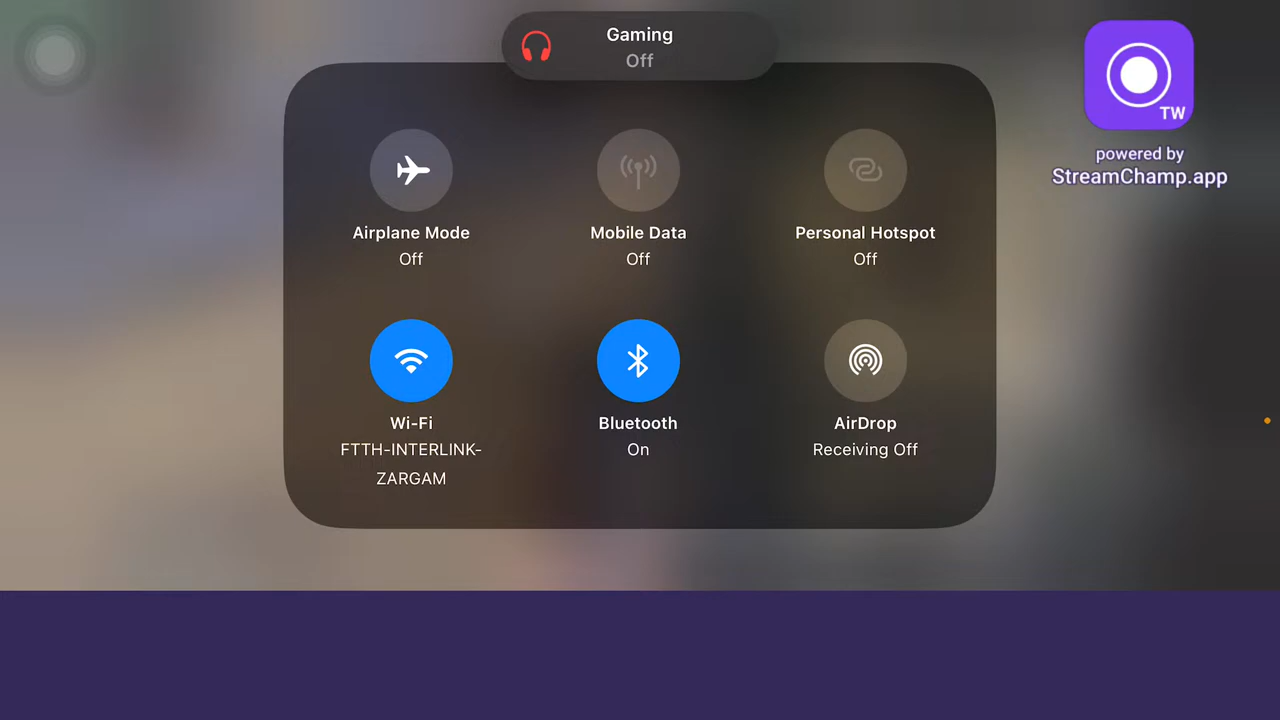 Gaming
Off
TW
powered by
StreamChamp.app
Airplane Mode
Off
Mobile Data
Off
Personal Hotspot
Off
Wi-Fi
FTTH-INTERLINK-
ZARGAM
Bluetooth
On
AirDrop
Receiving Off